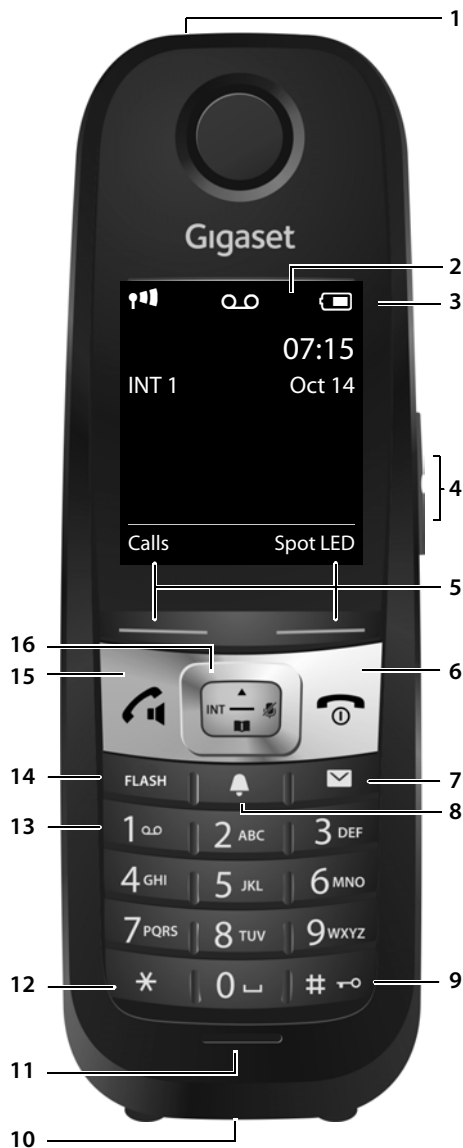 1
Gigaset
2
3
07:15
INT 1 Oct 14
4
Calls Spot LED
5
16
15
6
INT
14 FLASH
7
8
13 1 2 ABC 3 DEF
4 GHI 5 JKL 6 MNO
7 PQRS 8 TUV 9 WXYZ
12 * 0 # 9
11
10